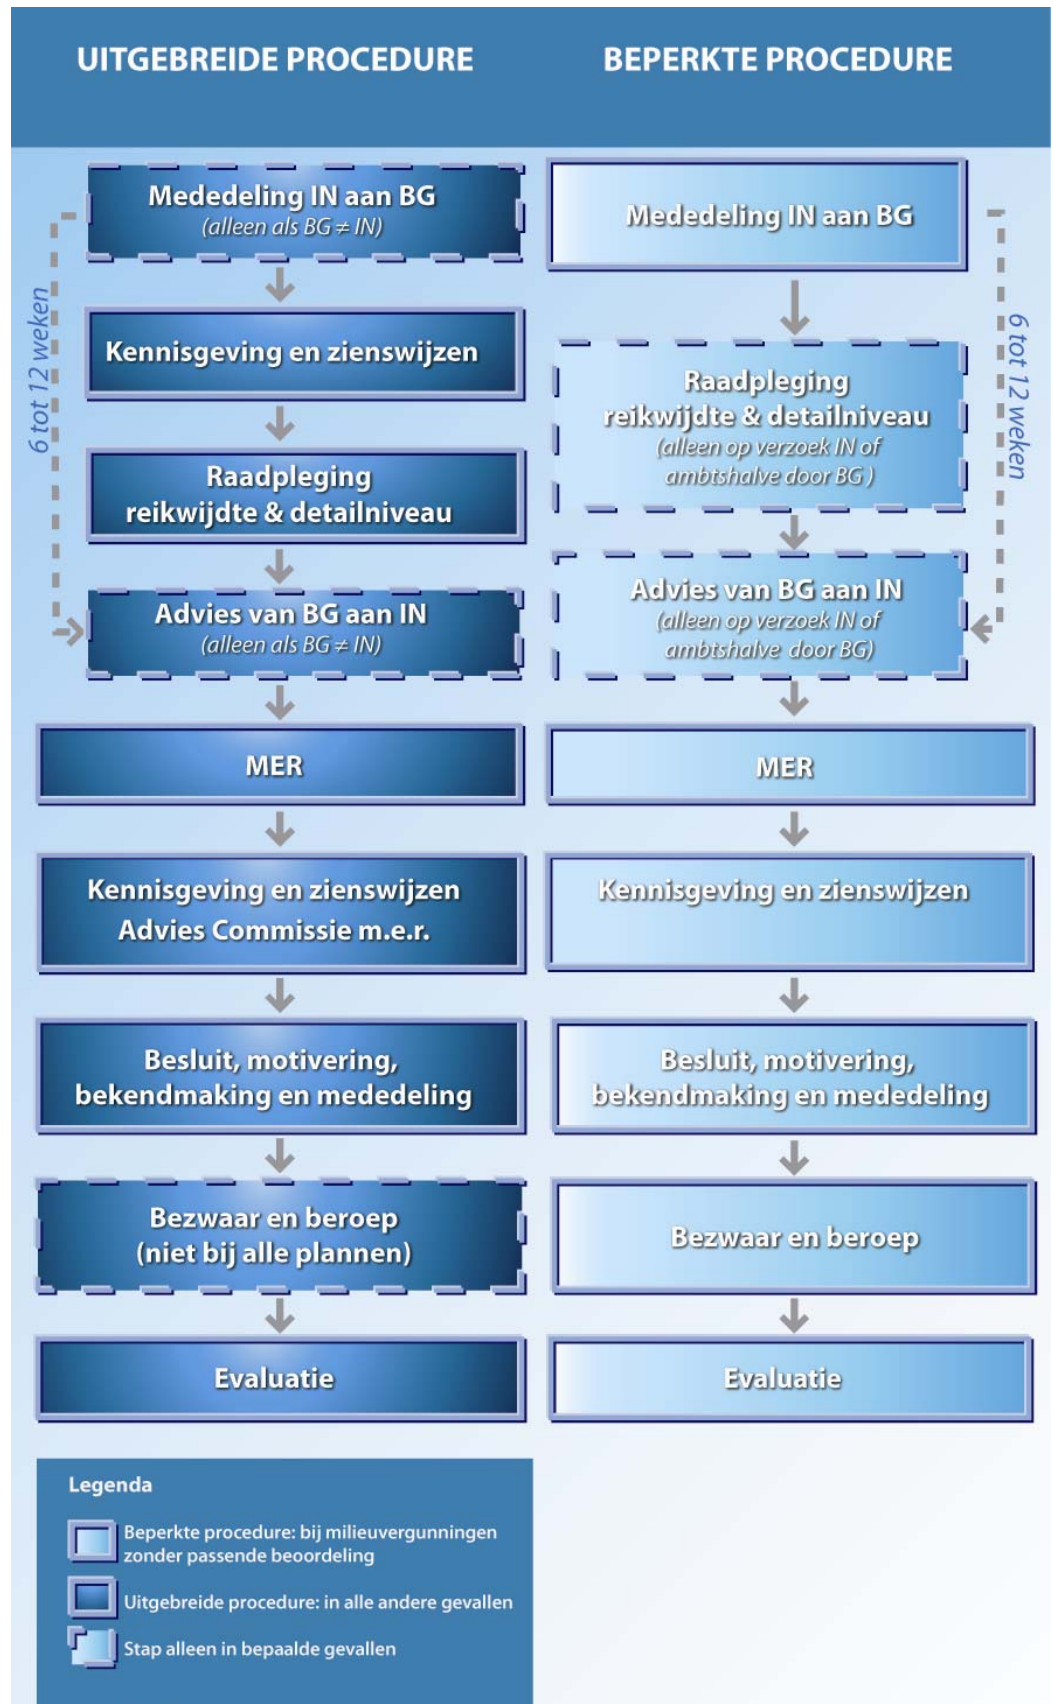 UITGEBREIDE PROCEDURE
Mededeling IN aan BG
(alleen als BG ≠ IN)
6 tot 12 weken
Kennisgeving en zienswijzen
Raadpleging
reikwijdte & detailniveau
Advies van BG aan IN
(alleen als BG ≠ IN)
MER
Kennisgeving en zienswijzen
Advies Commissie m.e.r.
Besluit, motivering,
bekendmaking en mededeling
Bezwaar en beroep
(niet bij alle plannen)
Evaluatie
BEPERKTE PROCEDURE
Mededeling IN aan BG
6 tot 12 weken
Raadpleging
reikwijdte & detailniveau
(alleen op verzoek IN of
ambtshalve door BG )
Advies van BG aan IN
(alleen op verzoek IN of
ambtshalve door BG)
MER
Kennisgeving en zienswijzen
Besluit, motivering,
bekendmaking en mededeling
Bezwaar en beroep
Evaluatie
Legenda
Beperkte procedure: bij milieuvergunningen
zonder passende beoordeling
Uitgebreide procedure: in alle andere gevallen
Stap alleen in bepaalde gevallen